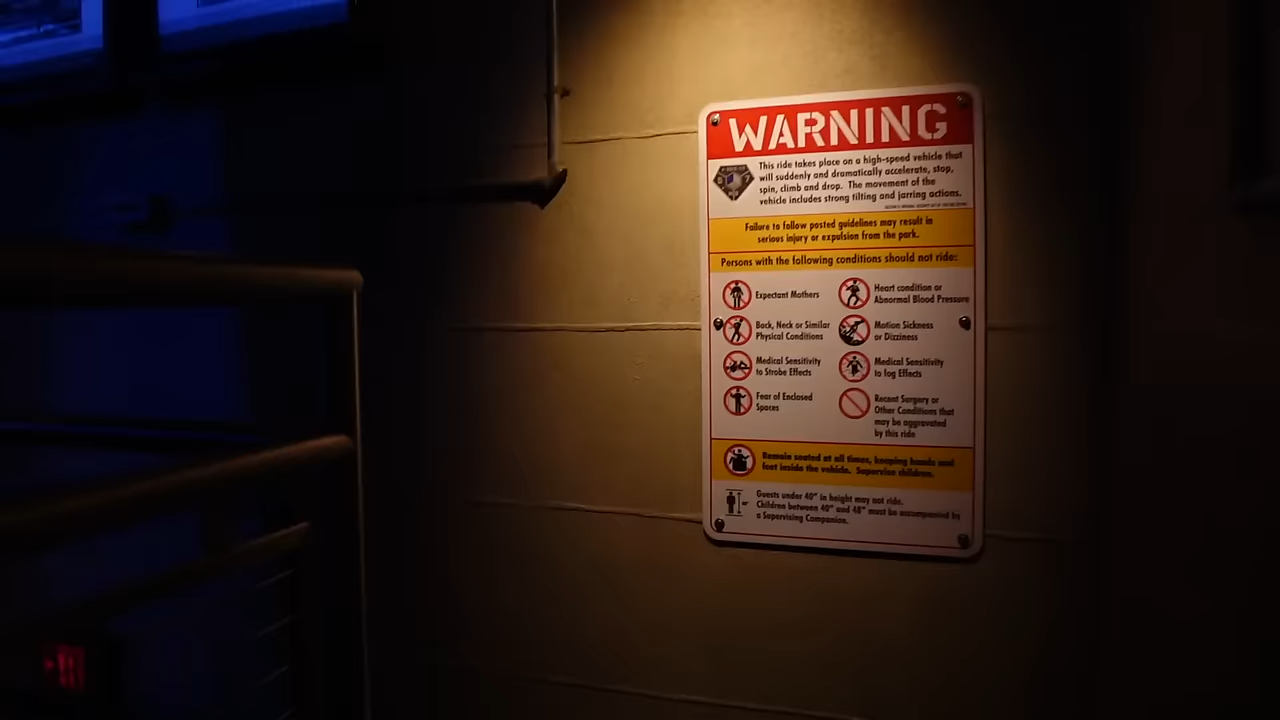 WARNING
This ride takes place on a high-speed vehicle that
will suddenly and dramatically accelerate, stop,
spin, climb and drop. The movement of the
vehicle includes strong tilting and jarring actions.
Failure to follow posted guidelines may result in
serious injury or expulsion from the park.
Persons with the following conditions should not ride:
Expectant Mothers
Heart condition or
Abnormal Blood Pressure
Back, Neck or Similar
Physical Conditions
Motion Sickness
or Dizziness
Medical Sensitivity
to Strobe Effects
Medical Sensitivity
to fog Effects
Fear of Enclosed
Spaces
Recent Surgery or
Other Conditions that
may be aggravated
by this ride
Remain seated at all times, keeping hands and
feet inside the vehicle. Supervise children.
Guests under 40" in height may not ride.
Children between 40" and 48" must be accompanied by
a Supervising Companion.